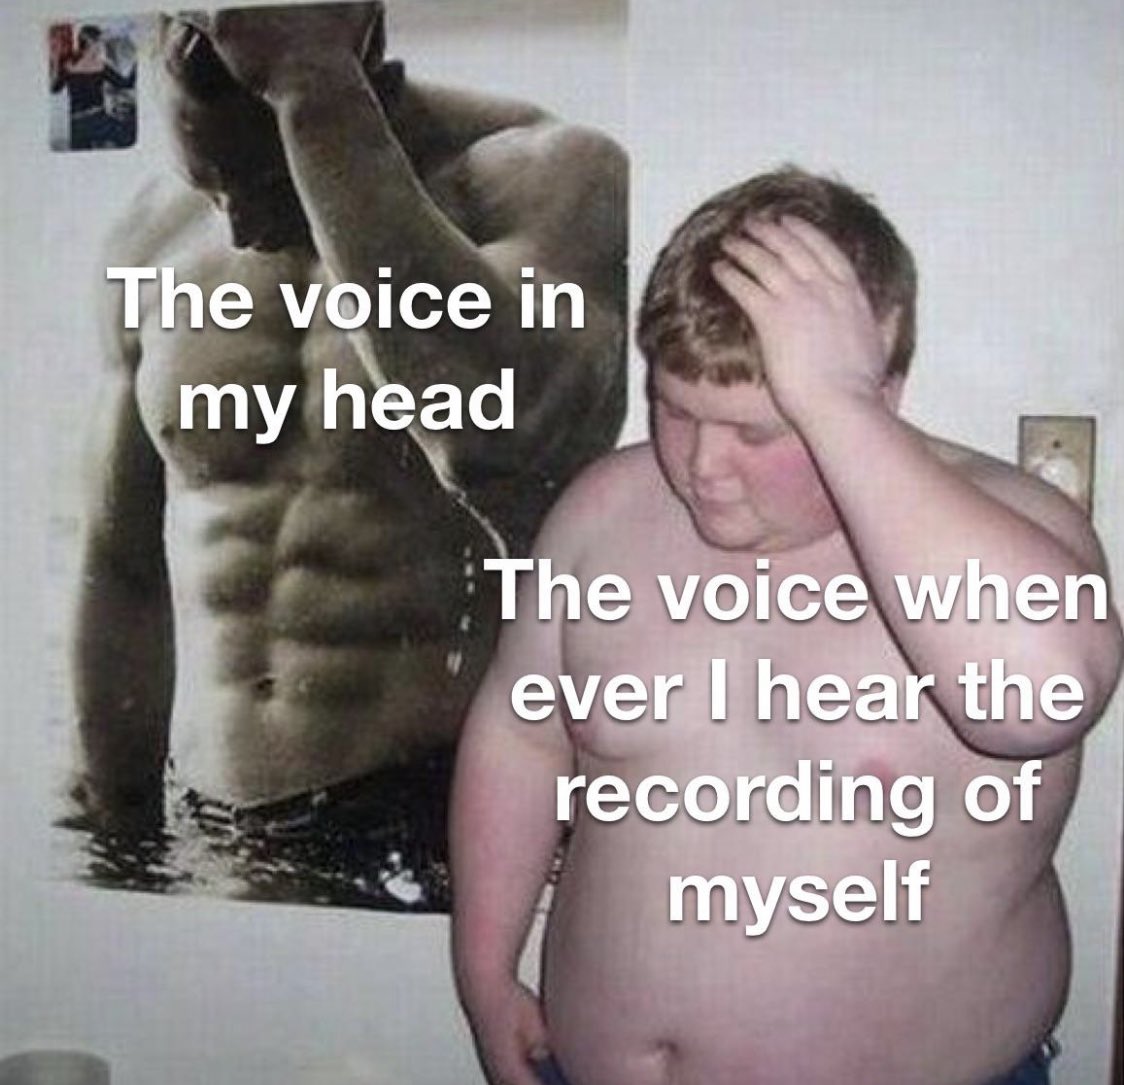 The voice in
my head
The voice when
ever I hear the
recording of
myself